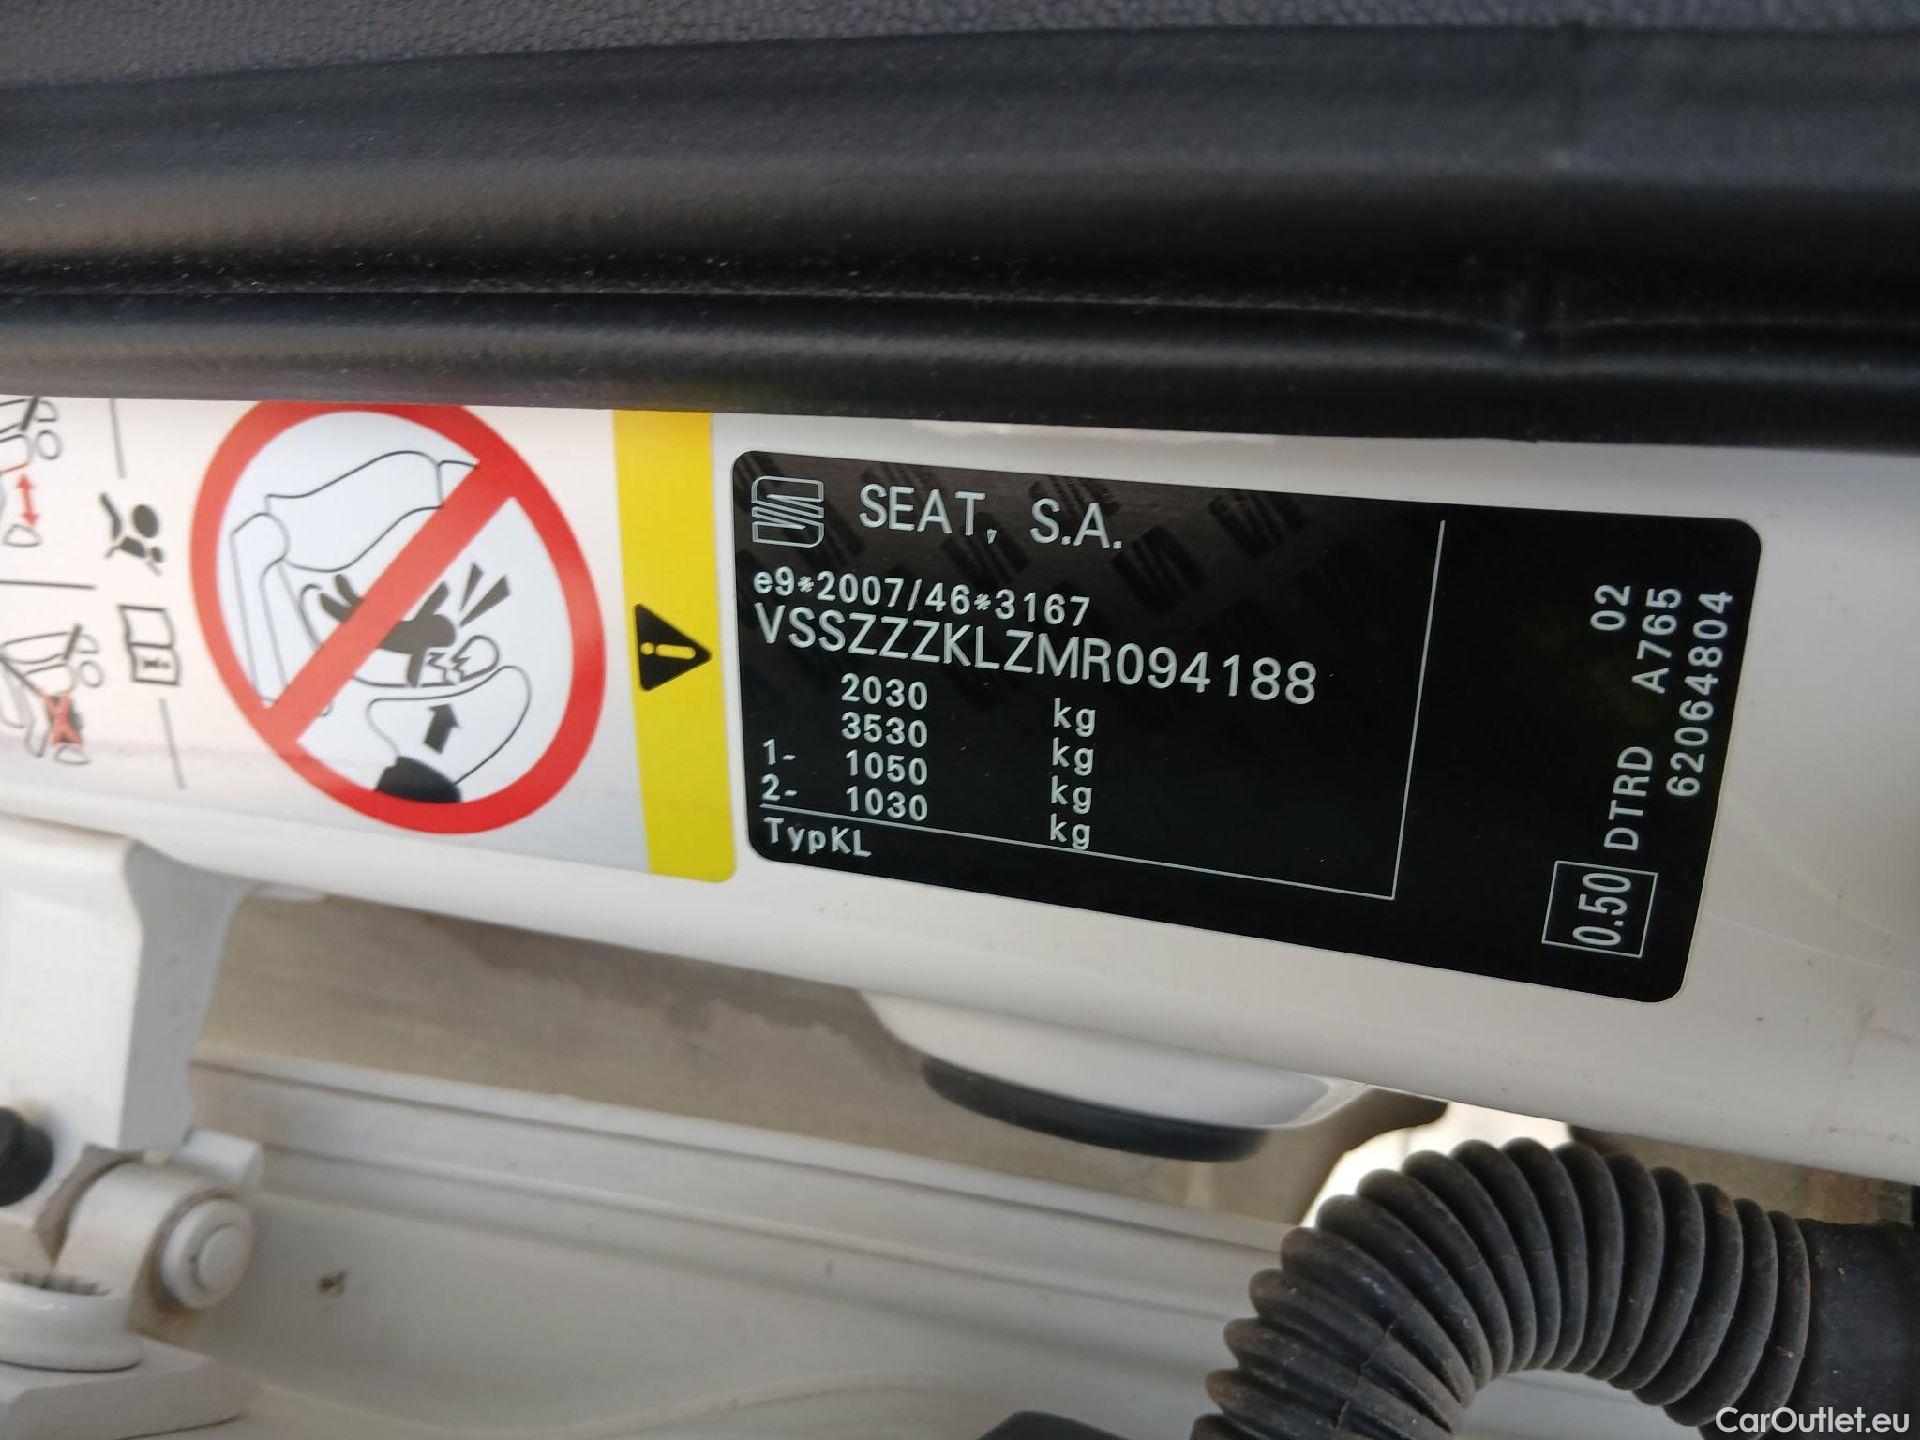 SEAT, S.A.
e9*2007/46*3167
VSSZZZKLZMR094188
2030 kg
3530 kg
1- 1050 kg
2- 1030 kg
TypKL
02
0.50 DTRD A765
620648804
CarOutlet.eu